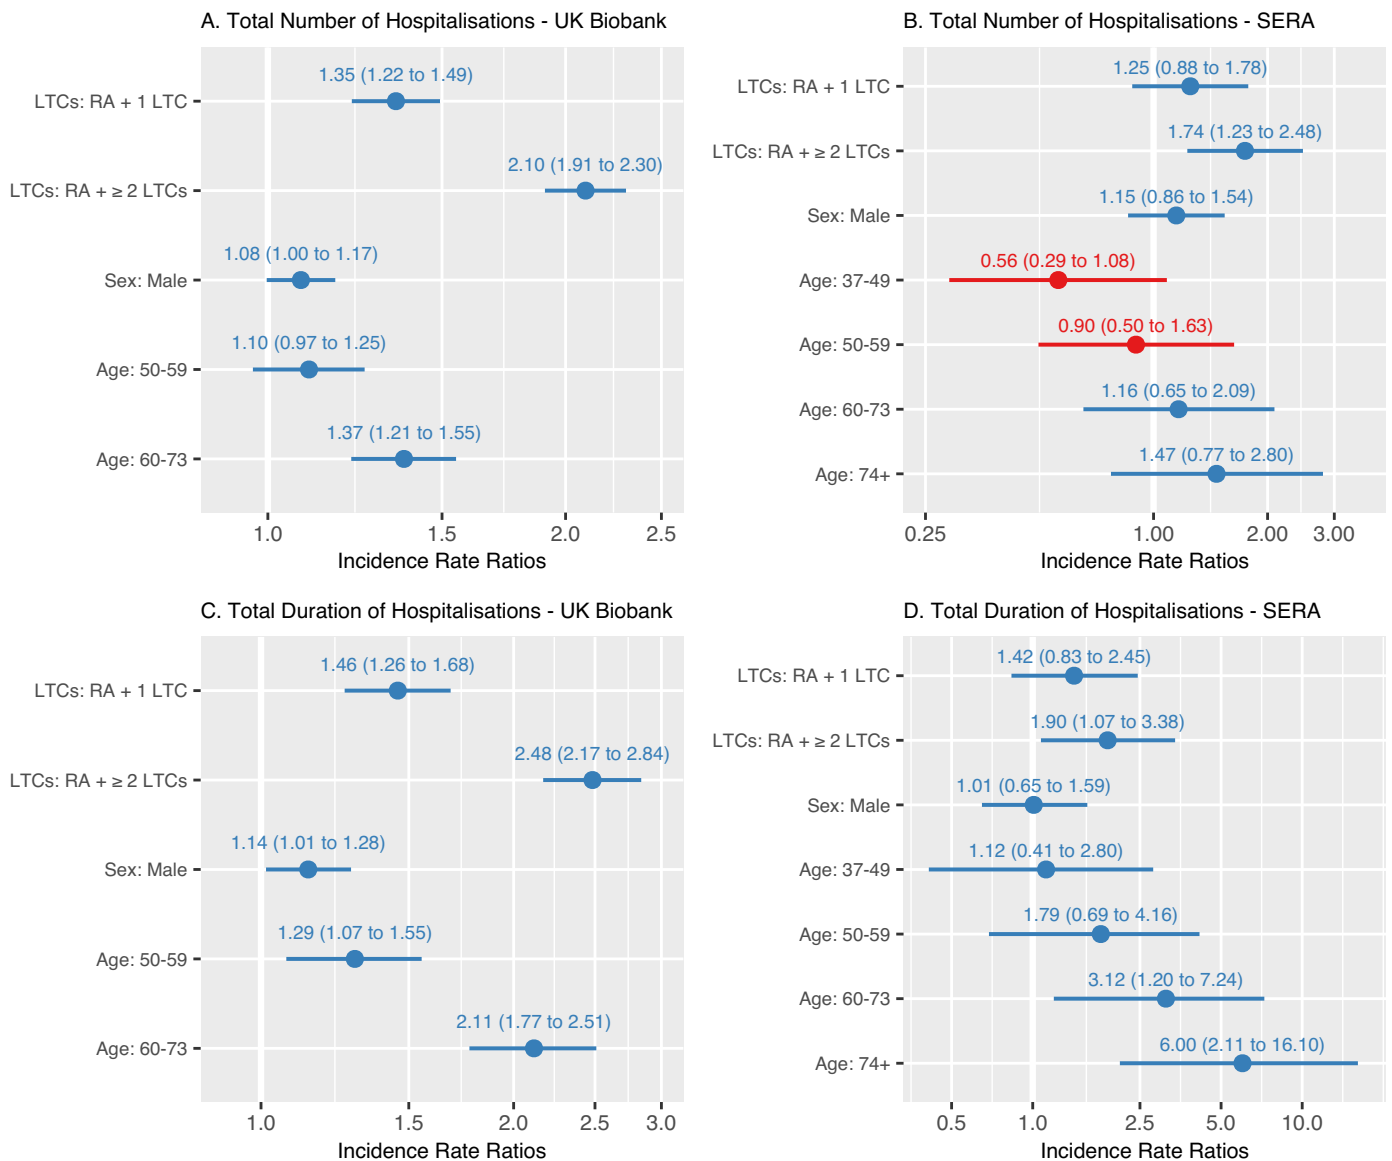 A. Total Number of Hospitalisations - UK Biobank
LTCs: RA + 1 LTC
1.35 (1.22 to 1.49)
LTCs: RA + ≥ 2 LTCs
2.10 (1.91 to 2.30)
Sex: Male
1.08 (1.00 to 1.17)
Age: 50-59
1.10 (0.97 to 1.25)
Age: 60-73
1.37 (1.21 to 1.55)
1.0 1.5 2.0 2.5
Incidence Rate Ratios
B. Total Number of Hospitalisations - SERA
LTCs: RA + 1 LTC
1.25 (0.88 to 1.78)
LTCs: RA + ≥ 2 LTCs
1.74 (1.23 to 2.48)
Sex: Male
1.15 (0.86 to 1.54)
Age: 37-49
0.56 (0.29 to 1.08)
Age: 50-59
0.90 (0.50 to 1.63)
Age: 60-73
1.16 (0.65 to 2.09)
Age: 74+
1.47 (0.77 to 2.80)
0.25 1.00 2.00 3.00
Incidence Rate Ratios
C. Total Duration of Hospitalisations - UK Biobank
LTCs: RA + 1 LTC
1.46 (1.26 to 1.68)
LTCs: RA + ≥ 2 LTCs
2.48 (2.17 to 2.84)
Sex: Male
1.14 (1.01 to 1.28)
Age: 50-59
1.29 (1.07 to 1.55)
Age: 60-73
2.11 (1.77 to 2.51)
1.0 1.5 2.0 2.5 3.0
Incidence Rate Ratios
D. Total Duration of Hospitalisations - SERA
LTCs: RA + 1 LTC
1.42 (0.83 to 2.45)
LTCs: RA + ≥ 2 LTCs
1.90 (1.07 to 3.38)
Sex: Male
1.01 (0.65 to 1.59)
Age: 37-49
1.12 (0.41 to 2.80)
Age: 50-59
1.79 (0.69 to 4.16)
Age: 60-73
3.12 (1.20 to 7.24)
Age: 74+
6.00 (2.11 to 16.10)
0.5 1.0 2.5 5.0 10.0
Incidence Rate Ratios